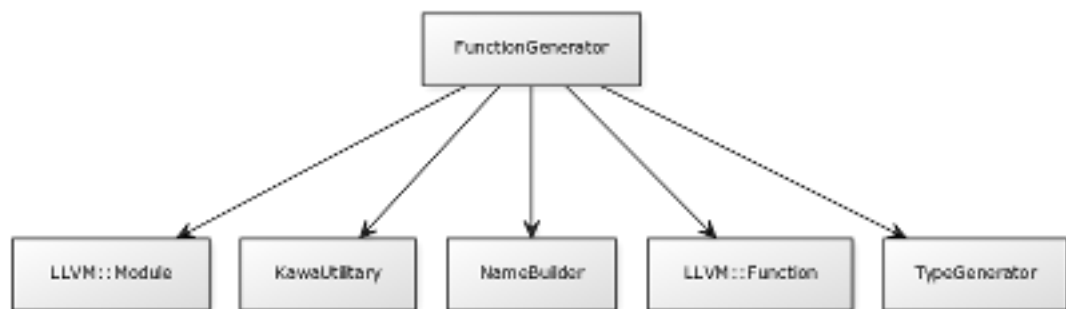 FunctionGenerator
LLVM::Module
KawaUtilitary
NameBuilder
LLVM::Function
TypeGenerator